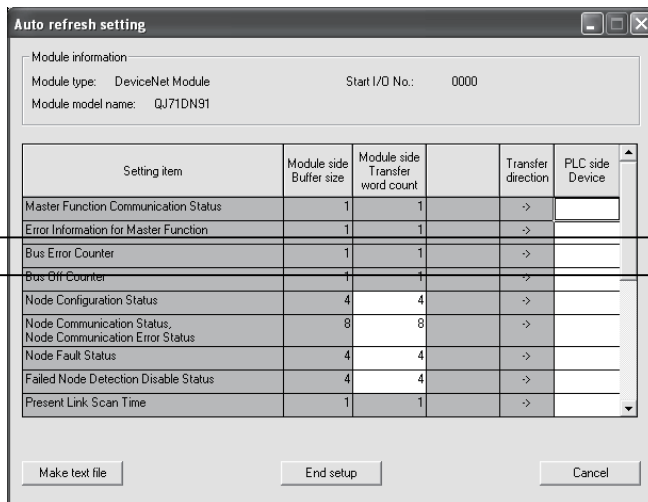 Auto refresh setting
Module information
Module type: DeviceNet Module Start I/O No.: 0000
Module model name: QJ71DN91
Setting item Module side Buffer size Module side Transfer word count Transfer direction PLC side Device
Master Function Communication Status 1 1 ->
Error Information for Master Function 1 1 ->
Bus Error Counter 1 1 ->
Bus Off Counter 1 1 ->
Node Configuration Status 4 4 ->
Node Communication Status, 8 8 ->
Node Communication Error Status
Node Fault Status 4 4 ->
Failed Node Detection Disable Status 4 4 ->
Present Link Scan Time 1 1 ->
Make text file End setup Cancel